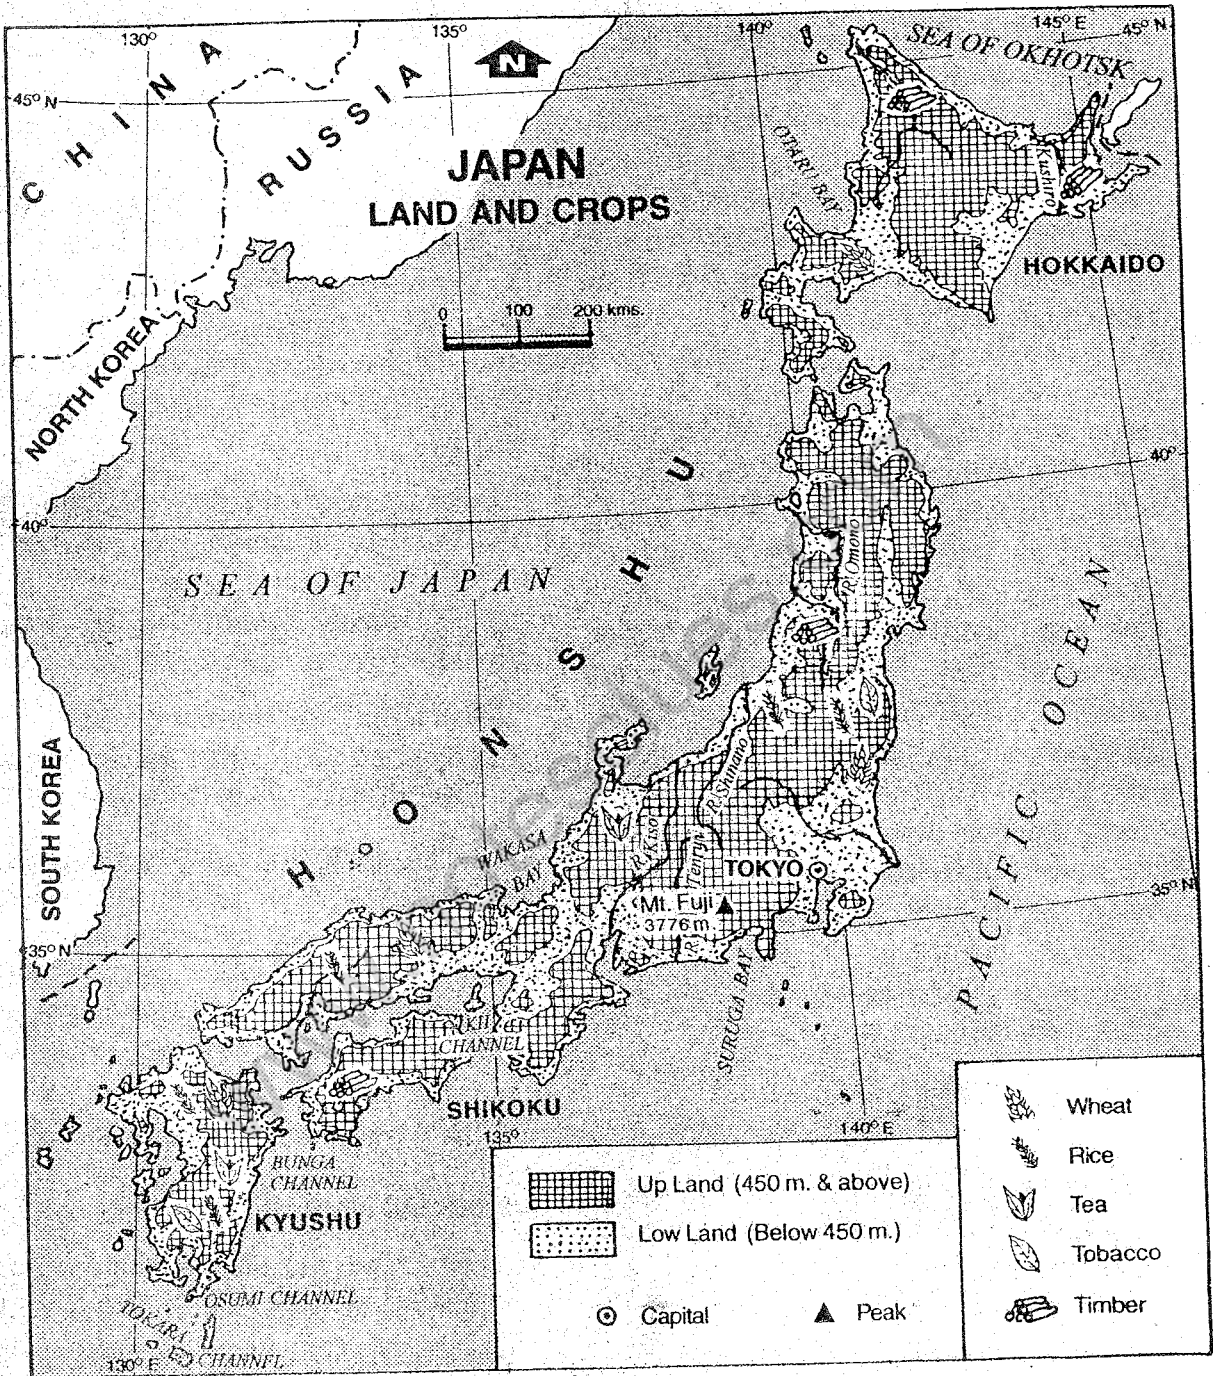 130°
135°
140°
145° E
45° N
SEA OF OKHOTSK
45° N
CHINA
RUSSIA
N
JAPAN
LAND AND CROPS
OTARU BAY
Kushiro
HOKKAIDO
0 100 200 kms.
NORTH KOREA
40°
40°
HONSHU
SEA OF JAPAN
R. Omono
PACIFIC OCEAN
SOUTH KOREA
R. Shinano
R. Kiso
R. Tenryu
WAKASA
BAY
TOKYO
Mt. Fuji
3776 m
35° N
35° N
SURUGA BAY
CHANNEL
SHIKOKU
135°
140° E
BUNGA
CHANNEL
KYUSHU
OSUMI CHANNEL
TOKARA
CHANNEL
130° E
Up Land (450 m. & above)
Low Land (Below 450 m.)
Capital
Peak
Wheat
Rice
Tea
Tobacco
Timber